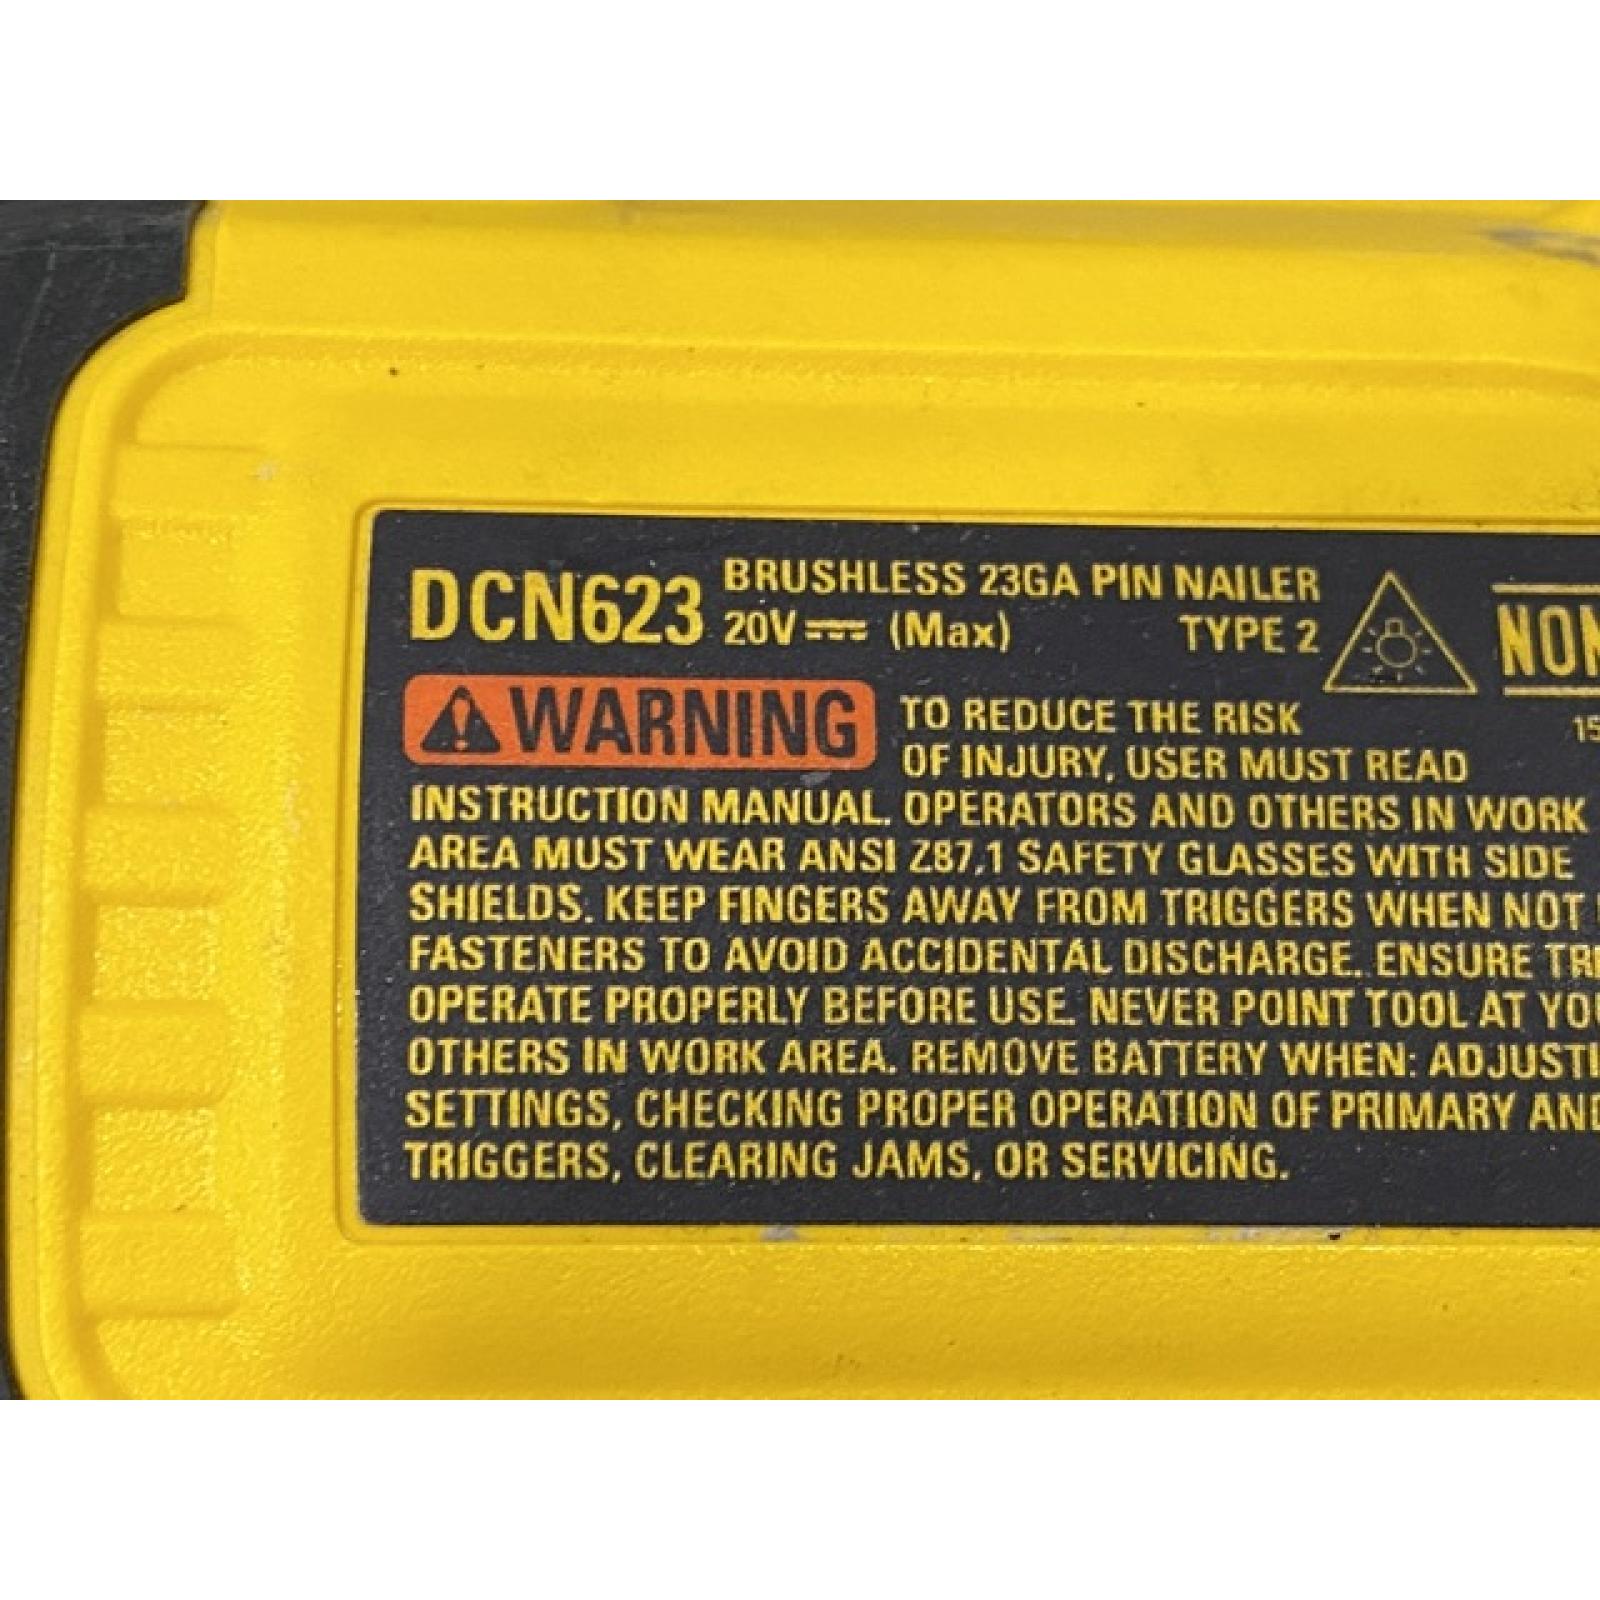 DCN623 BRUSHLESS 23GA PIN NAILER
20V (Max) TYPE 2
WARNING TO REDUCE THE RISK
OF INJURY, USER MUST READ
INSTRUCTION MANUAL. OPERATORS AND OTHERS IN WORK
AREA MUST WEAR ANSI Z87,1 SAFETY GLASSES WITH SIDE
SHIELDS. KEEP FINGERS AWAY FROM TRIGGERS WHEN NOT
FASTENERS TO AVOID ACCIDENTAL DISCHARGE. ENSURE
OPERATE PROPERLY BEFORE USE. NEVER POINT TOOL AT
OTHERS IN WORK AREA. REMOVE BATTERY WHEN:
SETTINGS, CHECKING PROPER OPERATION OF PRIMARY
TRIGGERS, CLEARING JAMS, OR SERVICING.